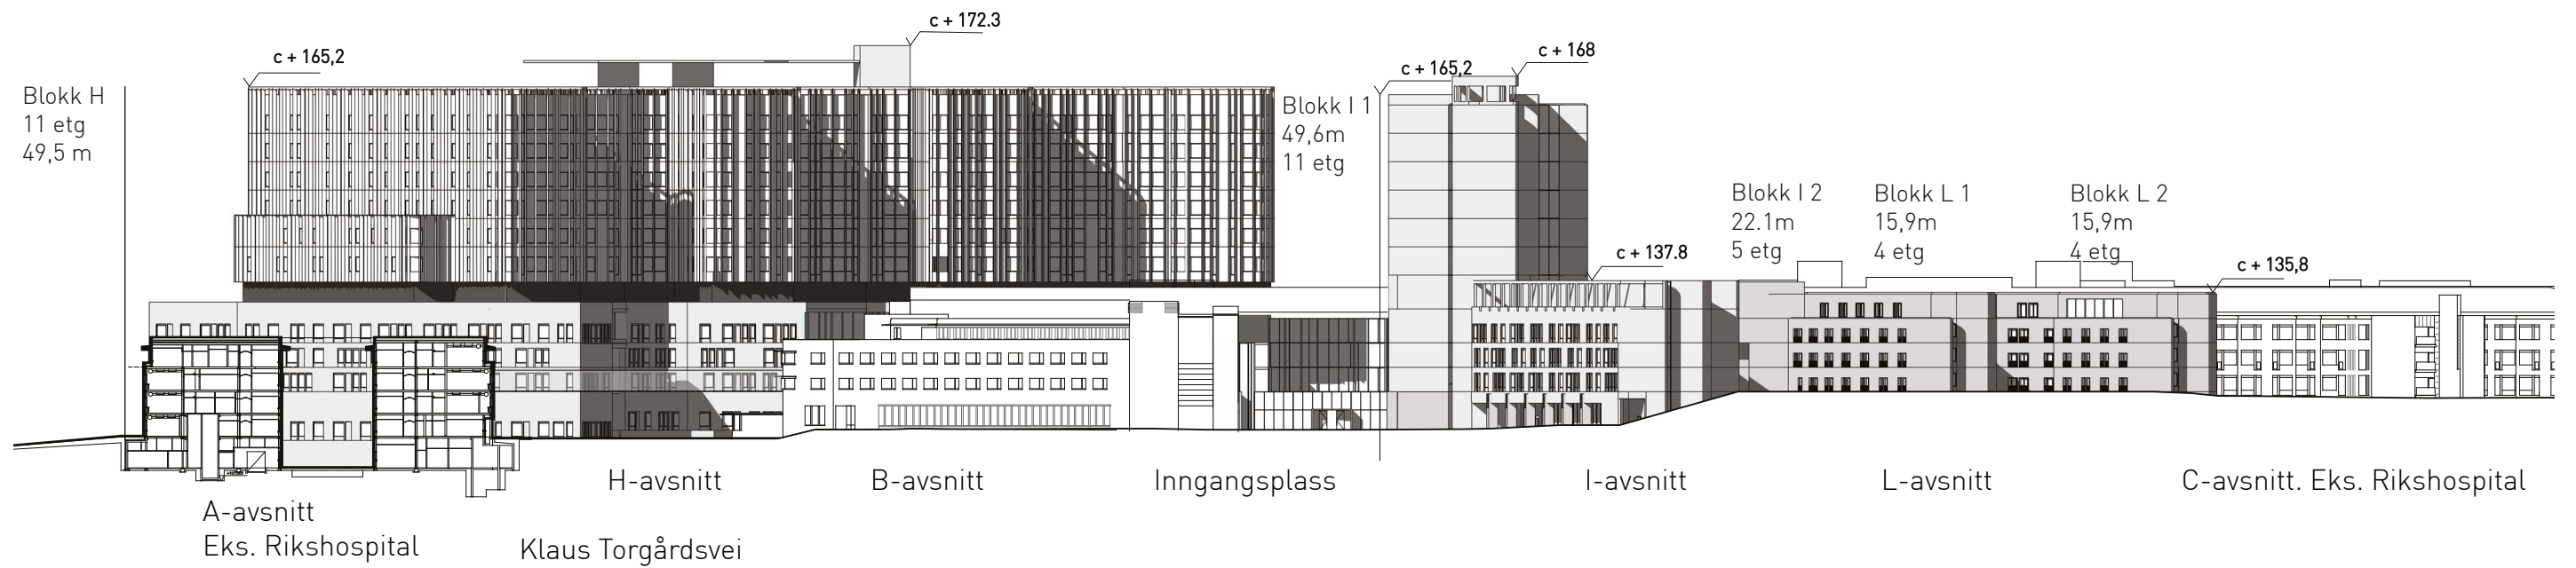 c + 172.3
c + 165,2
c + 168
c + 165,2
Blokk H
11 etg
49,5 m
Blokk I 1
49,6m
11 etg
Blokk I 2
22.1m
5 etg
Blokk L 1
15,9m
4 etg
Blokk L 2
15,9m
4 etg
c + 137.8
c + 135,8
H-avsnitt
B-avsnitt
Inngangsplass
I-avsnitt
L-avsnitt
C-avsnitt. Eks. Rikshospital
A-avsnitt
Eks. Rikshospital
Klaus Torgårdsvei